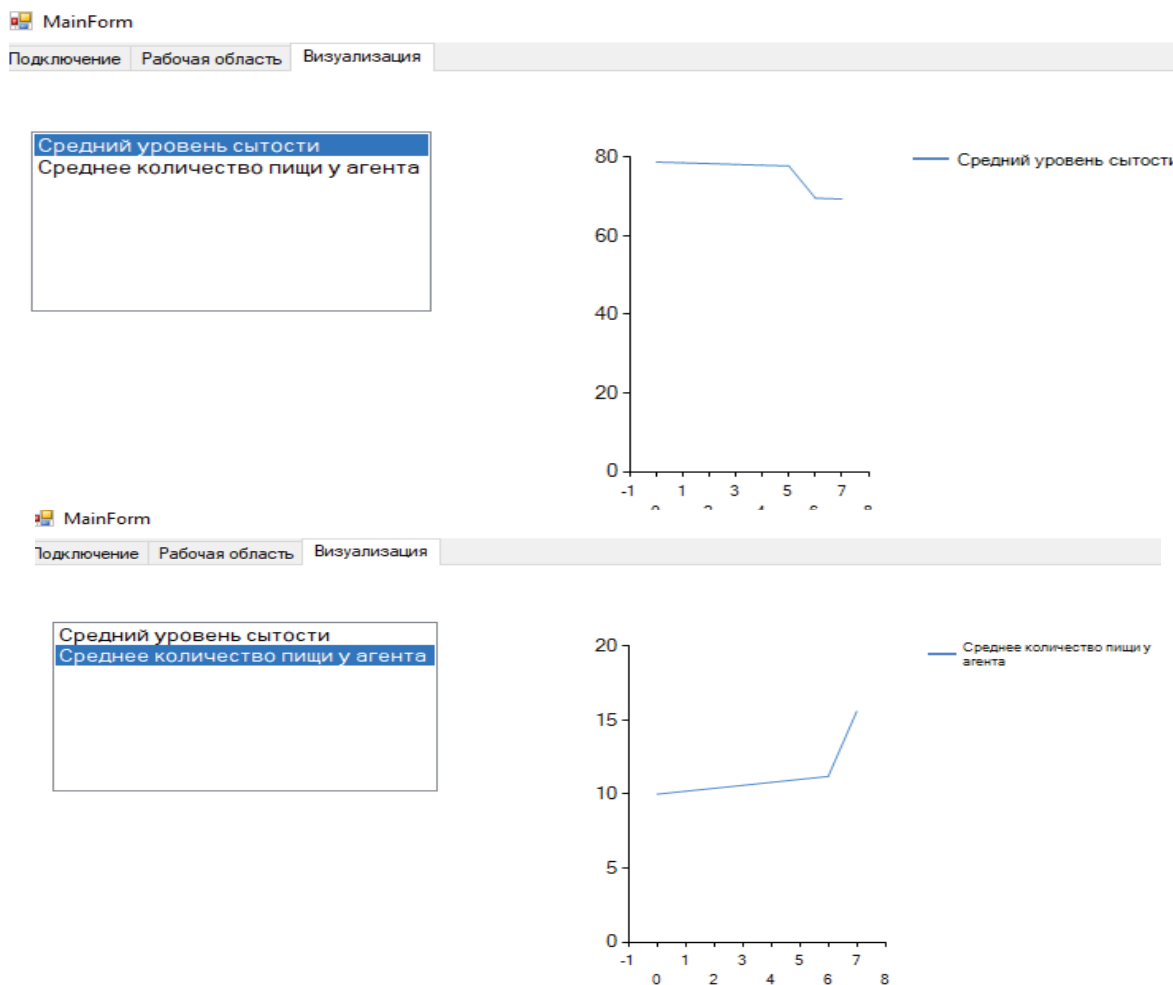 MainForm
Подключение Рабочая область Визуализация
Средний уровень сытости
Среднее количество пищи у агента
80
60
40
20
0
Средний уровень сытости
-1 1 3 5 7
MainForm
Подключение Рабочая область Визуализация
Средний уровень сытости
Среднее количество пищи у агента
20
15
10
5
0
Среднее количество пищи у
агента
-1 1 3 5 7
0 2 4 6 8